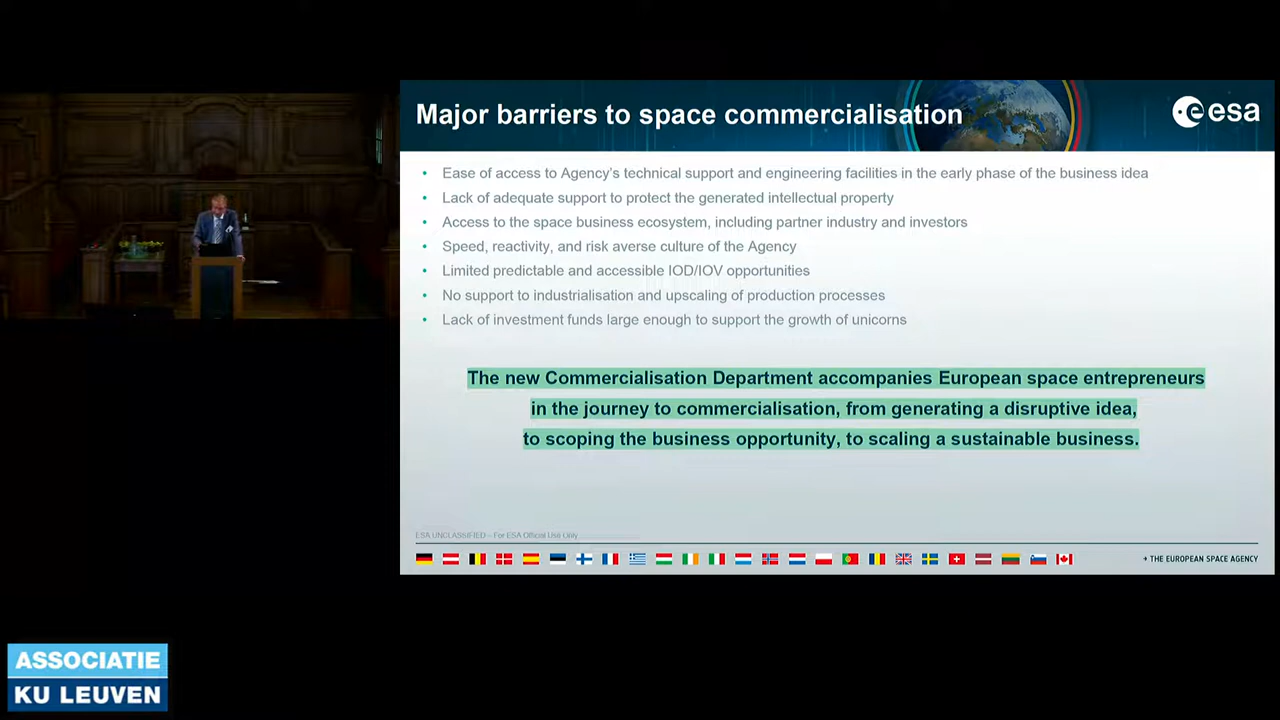 Major barriers to space commercialisation
esa
• Ease of access to Agency's technical support and engineering facilities in the early phase of the business idea
• Lack of adequate support to protect the generated intellectual property
• Access to the space business ecosystem, including partner industry and investors
• Speed, reactivity, and risk averse culture of the Agency
• Limited predictable and accessible IOD/IOV opportunities
• No support to industrialisation and upscaling of production processes
• Lack of investment funds large enough to support the growth of unicorns
The new Commercialisation Department accompanies European space entrepreneurs
in the journey to commercialisation, from generating a disruptive idea,
to scoping the business opportunity, to scaling a sustainable business.
ESA UNCLASSIFIED – For ESA Official Use Only
→ THE EUROPEAN SPACE AGENCY
ASSOCIATIE
KU LEUVEN